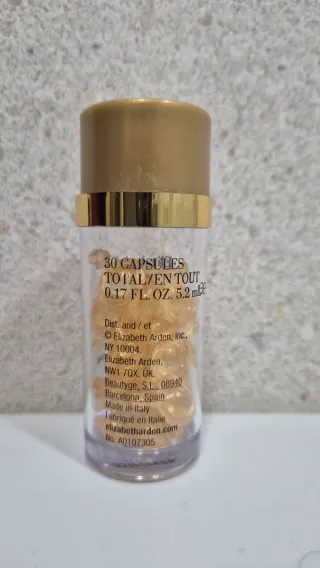 30 CAPSULES
TOTAL/EN TOUT
0.17 FL. OZ. 5.2 ml℮
Dist. and / et
© Elizabeth Arden, Inc.,
NY 10004.
Elizabeth Arden,
NW1 7QX, UK.
Beautyge, S.L., 08940
Barcelona, Spain
Made in Italy
Fabriqué en Italie
elizabetharden.com
No. A0107305